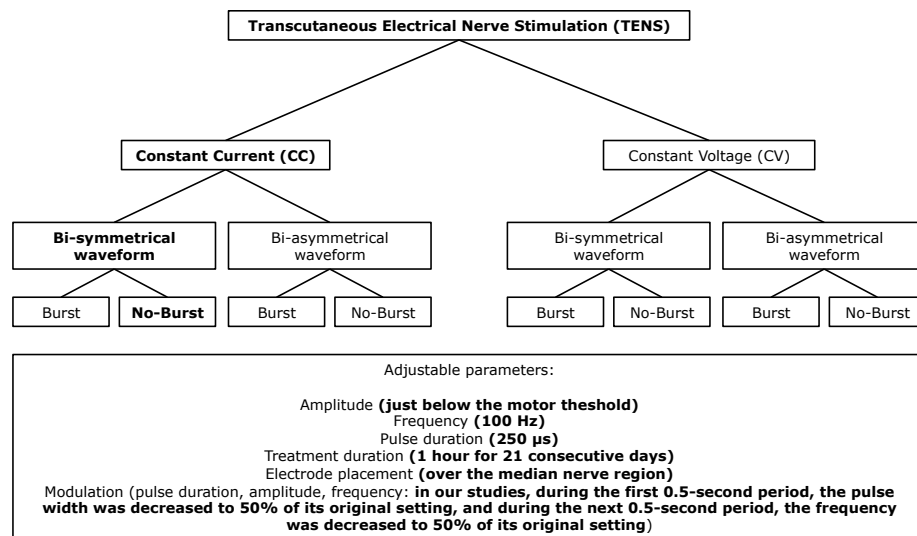 Transcutaneous Electrical Nerve Stimulation (TENS)
Constant Current (CC)
Constant Voltage (CV)
Bi-symmetrical
waveform
Bi-asymmetrical
waveform
Bi-symmetrical
waveform
Bi-asymmetrical
waveform
Burst
No-Burst
Burst
No-Burst
Burst
No-Burst
Burst
No-Burst
Adjustable parameters:
Amplitude (just below the motor theshold)
Frequency (100 Hz)
Pulse duration (250 µs)
Treatment duration (1 hour for 21 consecutive days)
Electrode placement (over the median nerve region)
Modulation (pulse duration, amplitude, frequency: in our studies, during the first 0.5-second period, the pulse
width was decreased to 50% of its original setting, and during the next 0.5-second period, the frequency
was decreased to 50% of its original setting)